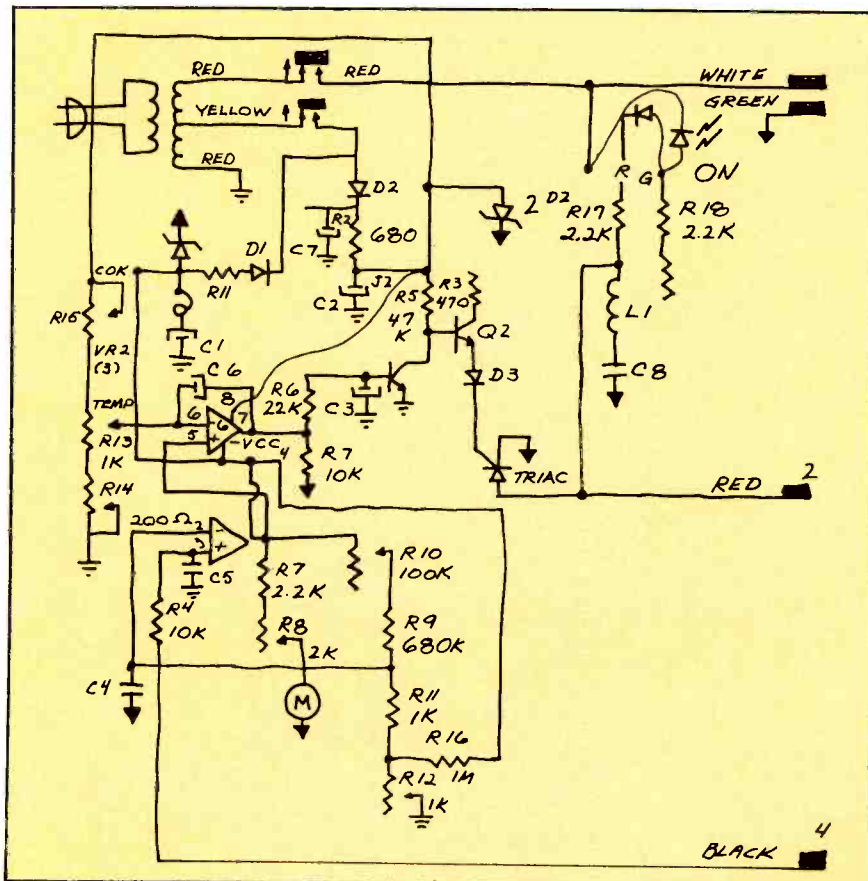 RED
RED
WHITE
YELLOW
GREEN
RED
D2
R
G
ON
2 D2
R17
2.2K
R18
2.2K
C7
R2
680
D1
R11
COK
C2
R5
47
K
R3
470
Q2
L1
R15
C1
VR2
(3)
C6
8
D3
C8
TEMP
6
6
7
5
-VCC
4
R6
22K
C3
R13
1K
R7
10K
TRIAC
RED
2
R14
200Ω
2
C5
R7
2.2K
R10
100K
R4
10K
R8
2K
R9
680K
C4
M
R11
1K
R16
1M
R12
1K
BLACK
4